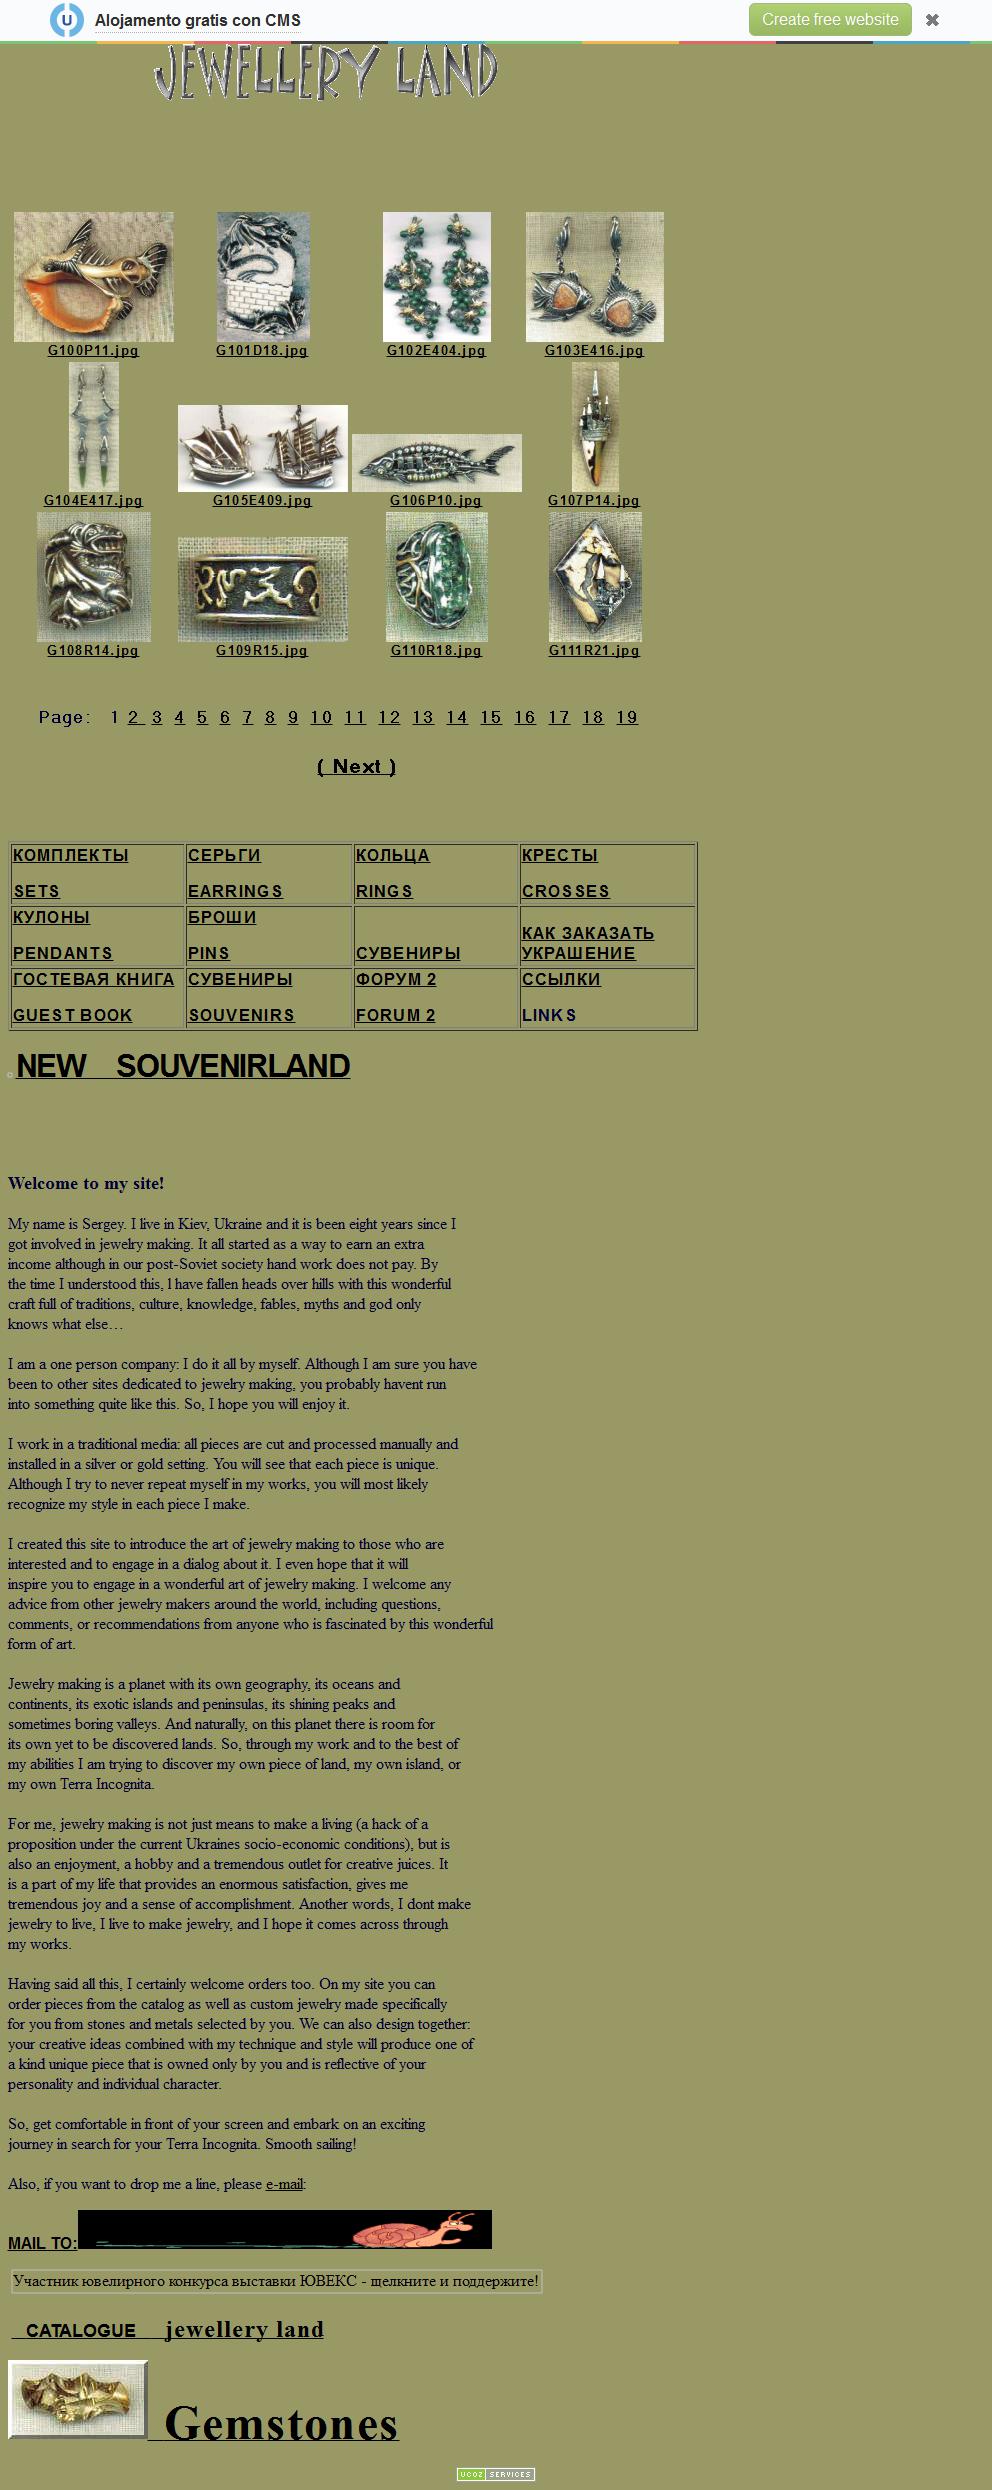 Alojamento gratis con CMS
Create free website
JEWELLERY LAND
G100P11.jpg G101D18.jpg G102E404.jpg G103E416.jpg
G104E417.jpg G105E409.jpg G106P10.jpg G107P14.jpg
G108R14.jpg G109R15.jpg G110R18.jpg G111R21.jpg
Page: 1 2 3 4 5 6 7 8 9 10 11 12 13 14 15 16 17 18 19
( Next )
КОМПЛЕКТЫ СЕРЬГИ КОЛЬЦА КРЕСТЫ
SETS EARRINGS RINGS CROSSES
КУЛОНЫ БРОШИ
КАК ЗАКАЗАТЬ
PENDANTS PINS СУВЕНИРЫ УКРАШЕНИЕ
ГОСТЕВАЯ КНИГА СУВЕНИРЫ ФОРУМ 2 ССЫЛКИ
GUEST BOOK SOUVENIRS FORUM 2 LINKS
NEW SOUVENIRLAND
Welcome to my site!
My name is Sergey. I live in Kiev, Ukraine and it is been eight years since I
got involved in jewelry making. It all started as a way to earn an extra
income although in our post-Soviet society hand work does not pay. By
the time I understood this, l have fallen heads over hills with this wonderful
craft full of traditions, culture, knowledge, fables, myths and god only
knows what else…
I am a one person company: I do it all by myself. Although I am sure you have
been to other sites dedicated to jewelry making, you probably havent run
into something quite like this. So, I hope you will enjoy it.
I work in a traditional media: all pieces are cut and processed manually and
installed in a silver or gold setting. You will see that each piece is unique.
Although I try to never repeat myself in my works, you will most likely
recognize my style in each piece I make.
I created this site to introduce the art of jewelry making to those who are
interested and to engage in a dialog about it. I even hope that it will
inspire you to engage in a wonderful art of jewelry making. I welcome any
advice from other jewelry makers around the world, including questions,
comments, or recommendations from anyone who is fascinated by this wonderful
form of art.
Jewelry making is a planet with its own geography, its oceans and
continents, its exotic islands and peninsulas, its shining peaks and
sometimes boring valleys. And naturally, on this planet there is room for
its own yet to be discovered lands. So, through my work and to the best of
my abilities I am trying to discover my own piece of land, my own island, or
my own Terra Incognita.
For me, jewelry making is not just means to make a living (a hack of a
proposition under the current Ukraines socio-economic conditions), but is
also an enjoyment, a hobby and a tremendous outlet for creative juices. It
is a part of my life that provides an enormous satisfaction, gives me
tremendous joy and a sense of accomplishment. Another words, I dont make
jewelry to live, I live to make jewelry, and I hope it comes across through
my works.
Having said all this, I certainly welcome orders too. On my site you can
order pieces from the catalog as well as custom jewelry made specifically
for you from stones and metals selected by you. We can also design together:
your creative ideas combined with my technique and style will produce one of
a kind unique piece that is owned only by you and is reflective of your
personality and individual character.
So, get comfortable in front of your screen and embark on an exciting
journey in search for your Terra Incognita. Smooth sailing!
Also, if you want to drop me a line, please e-mail:
MAIL TO:
Участник ювелирного конкурса выставки ЮВЕКС - щелкните и поддержите!
CATALOGUE jewellery land
Gemstones
UCOZ SERVICES